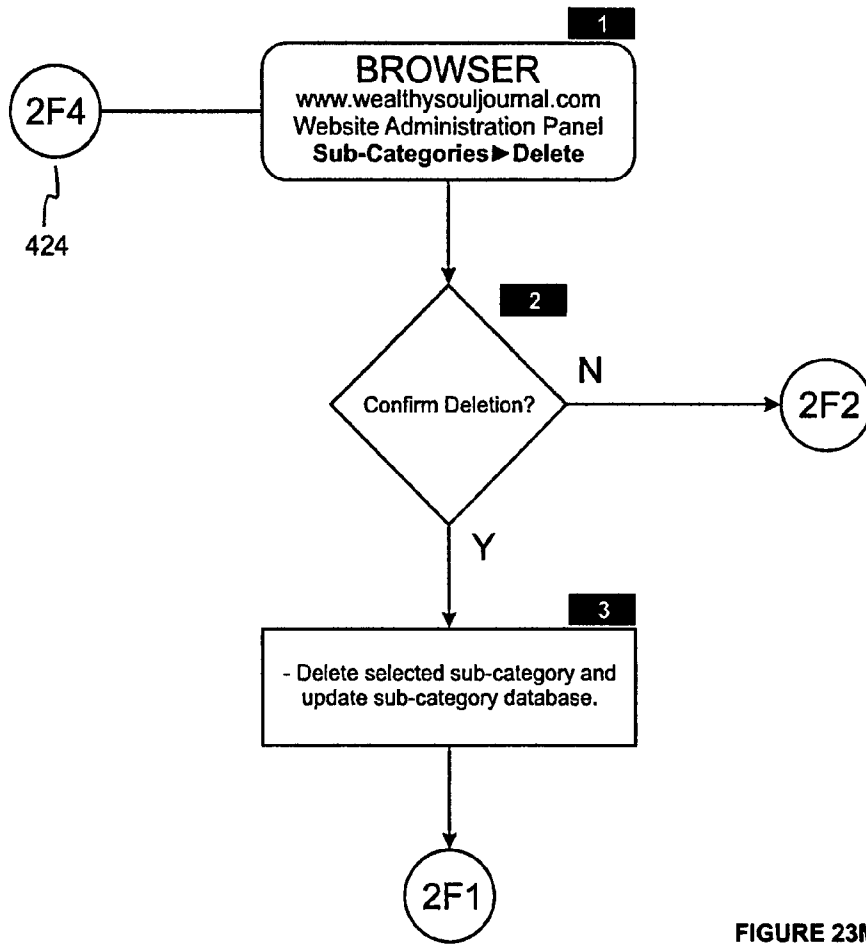 1
BROWSER
www.wealthysouljournal.com
Website Administration Panel
Sub-Categories►Delete
2F4
424
2
Confirm Deletion?
N
2F2
Y
3
- Delete selected sub-category and
update sub-category database.
2F1
FIGURE